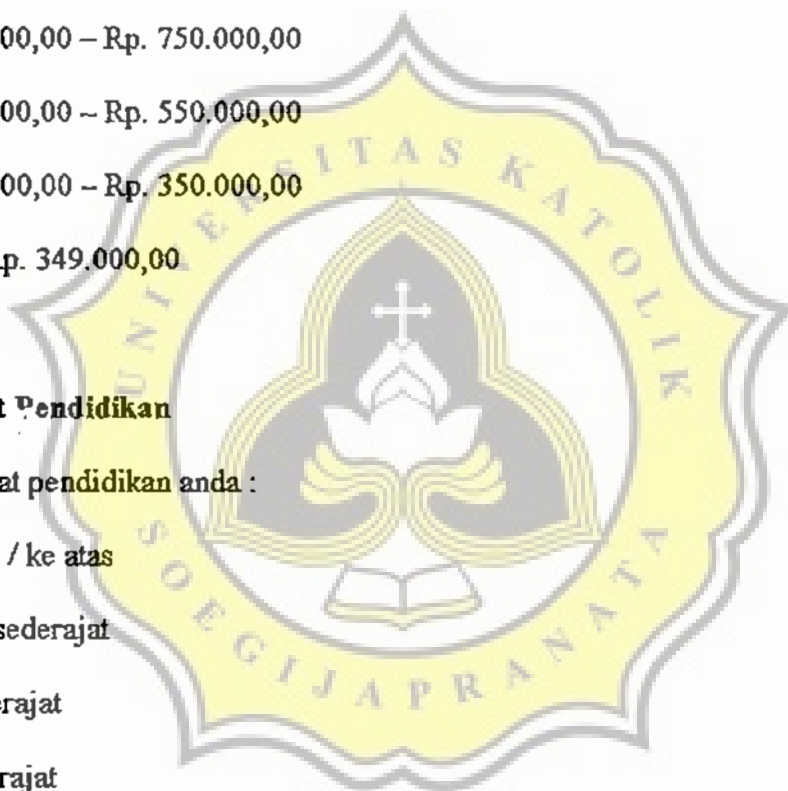 00,00 – Rp. 750.000,00
00,00 – Rp. 550.000,00
00,00 – Rp. 350.000,00
p. 349.000,00
t Pendidikan
at pendidikan anda :
/ ke atas
sederajat
rajat
rajat
UNIVERSITAS KATOLIK
SOEGIJAPRANATA